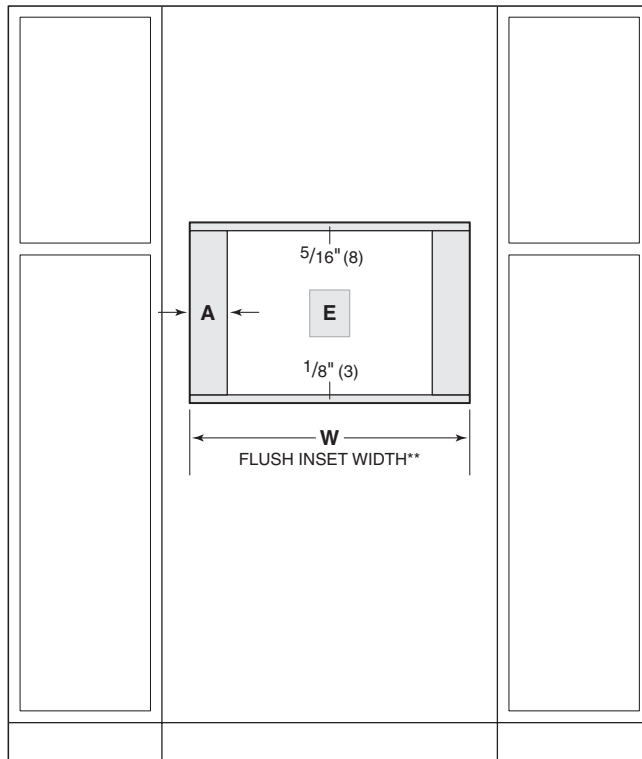 5/16" (8)
A
E
1/8" (3)
W
FLUSH INSET WIDTH**